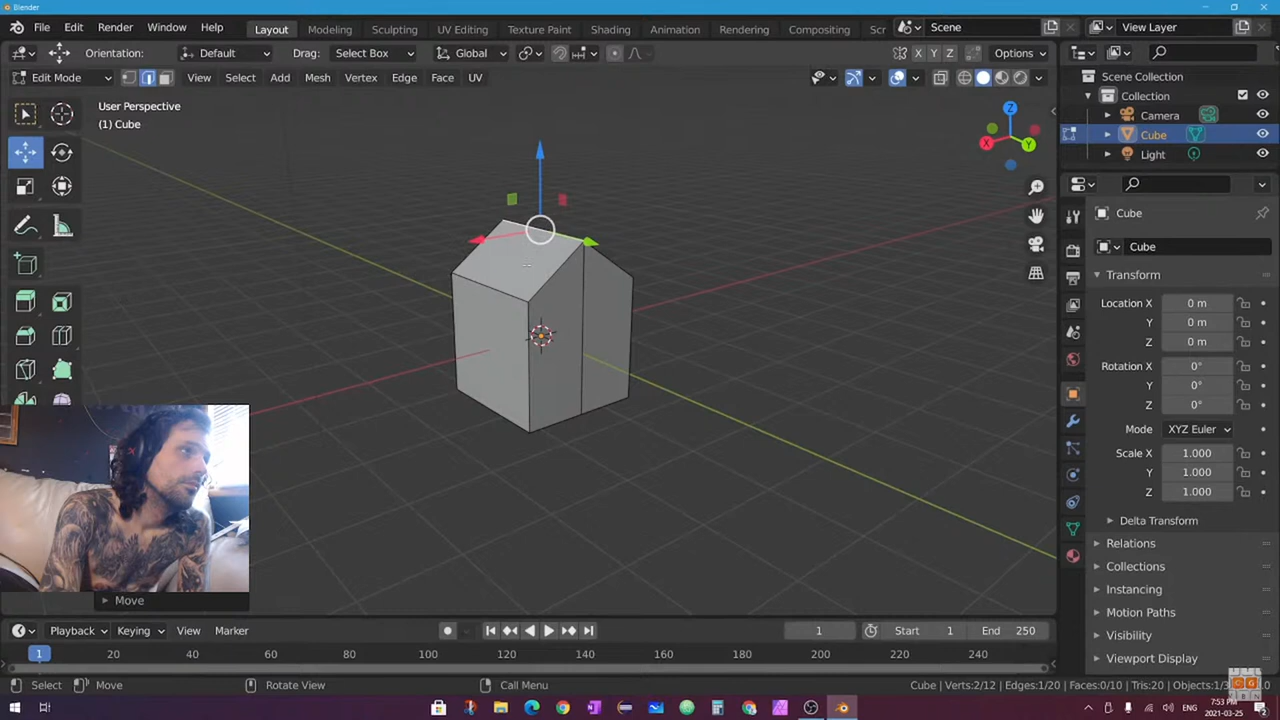 Blender
File Edit Render Window Help Layout Modeling Sculpting UV Editing Texture Paint Shading Animation Rendering Compositing Scr Scene View Layer
Orientation: Default Drag: Select Box Global X Y Z Options
Edit Mode View Select Add Mesh Vertex Edge Face UV
User Perspective
(1) Cube
Z
X Y
Move
Scene Collection
Collection
Camera
Cube
Light
Cube
Cube
Transform
Location X 0 m
Y 0 m
Z 0 m
Rotation X 0°
Y 0°
Z 0°
Mode XYZ Euler
Scale X 1.000
Y 1.000
Z 1.000
Delta Transform
Relations
Collections
Instancing
Motion Paths
Visibility
Viewport Display
Playback Keying View Marker 1 Start 1 End 250
1 20 40 60 80 100 120 140 160 180 200 220 240
Select Move Rotate View Call Menu Cube | Verts:2/12 | Edges:1/20 | Faces:0/10 | Tris:20 | Objects:1/
ENG 7:53 PM
2021-03-25